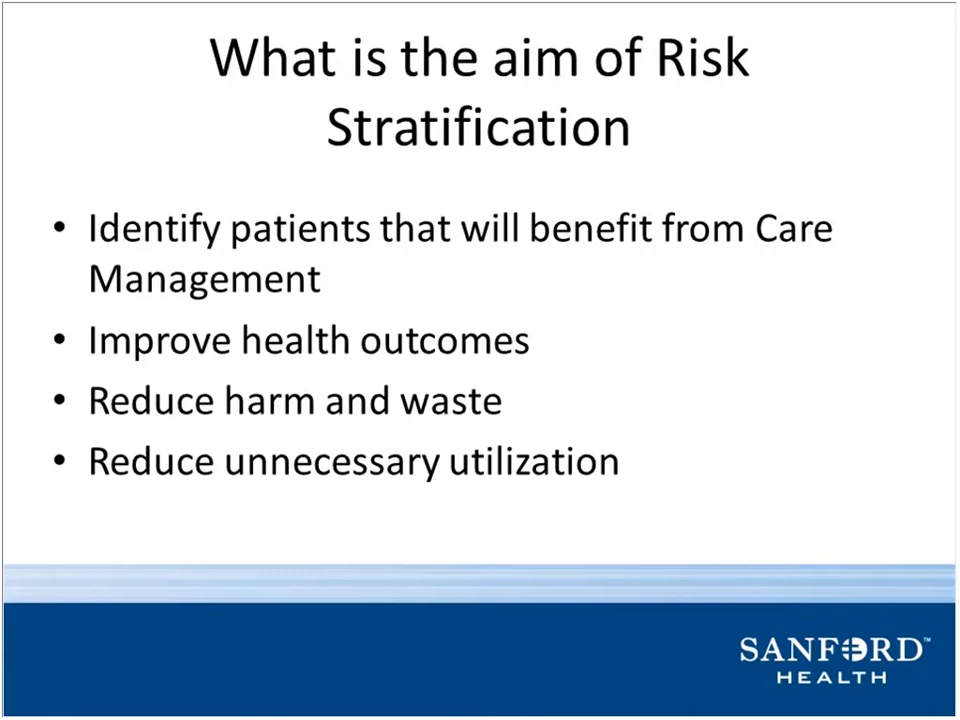 What is the aim of Risk
Stratification
• Identify patients that will benefit from Care
Management
• Improve health outcomes
• Reduce harm and waste
• Reduce unnecessary utilization
SANFORD™
HEALTH